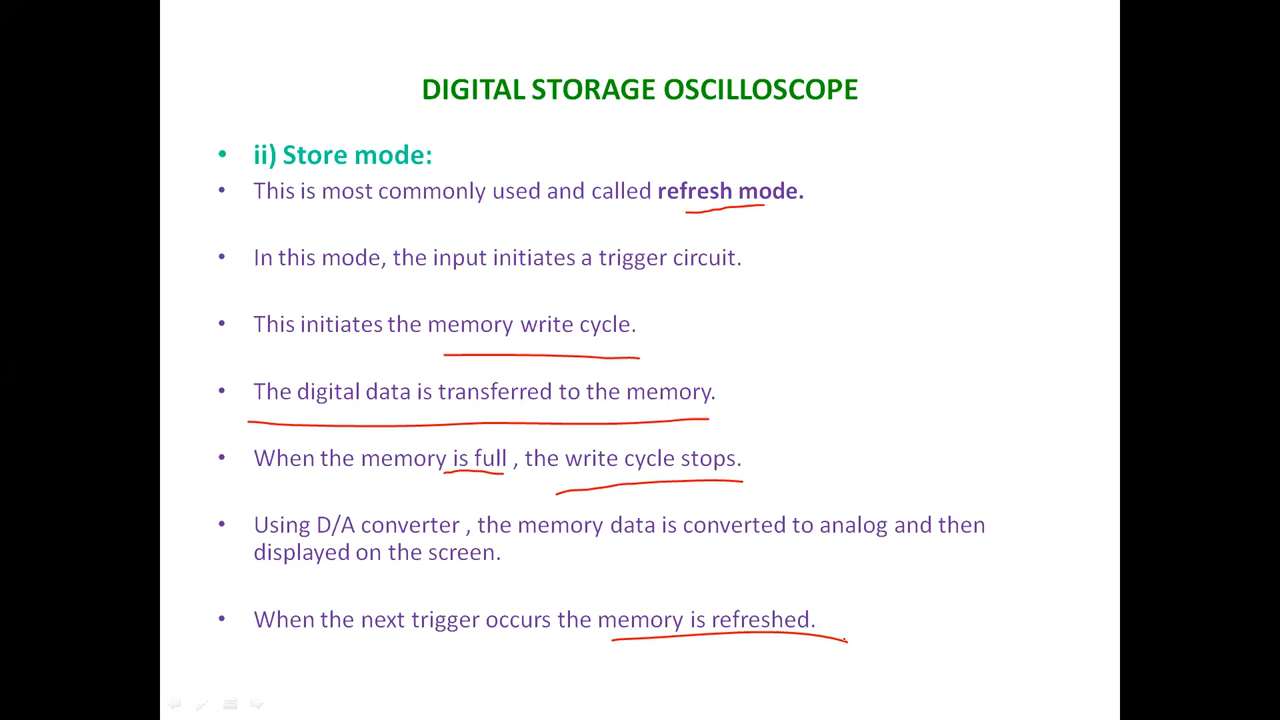 DIGITAL STORAGE OSCILLOSCOPE
• ii) Store mode:
• This is most commonly used and called refresh mode.
• In this mode, the input initiates a trigger circuit.
• This initiates the memory write cycle.
• The digital data is transferred to the memory.
• When the memory is full , the write cycle stops.
• Using D/A converter , the memory data is converted to analog and then
displayed on the screen.
• When the next trigger occurs the memory is refreshed.